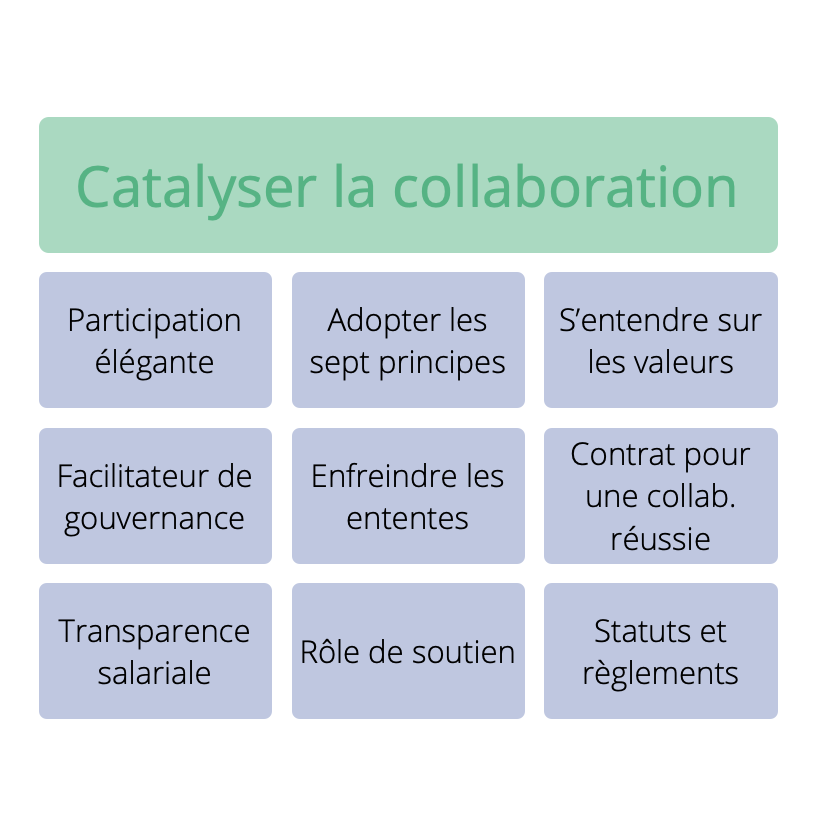 Catalyser la collaboration
Participation
élégante
Adopter les
sept principes
S’entendre sur
les valeurs
Facilitateur de
gouvernance
Enfreindre les
ententes
Contrat pour
une collab.
réussie
Transparence
salariale
Rôle de soutien
Statuts et
règlements